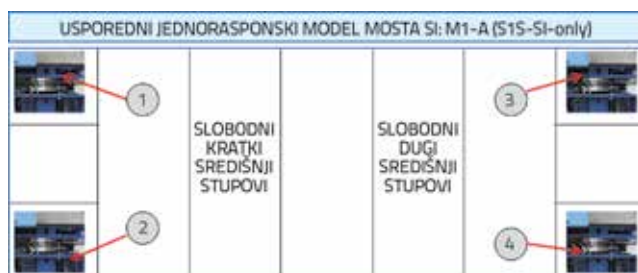 USPOREDNI JEDNORASPONSKI MODEL MOSTA SI: M1-A (S1S-SI-only)
1
3
SLOBODNI
KRATKI
SREDIŠNJI
STUPOVI
SLOBODNI
DUGI
SREDIŠNJI
STUPOVI
2
4